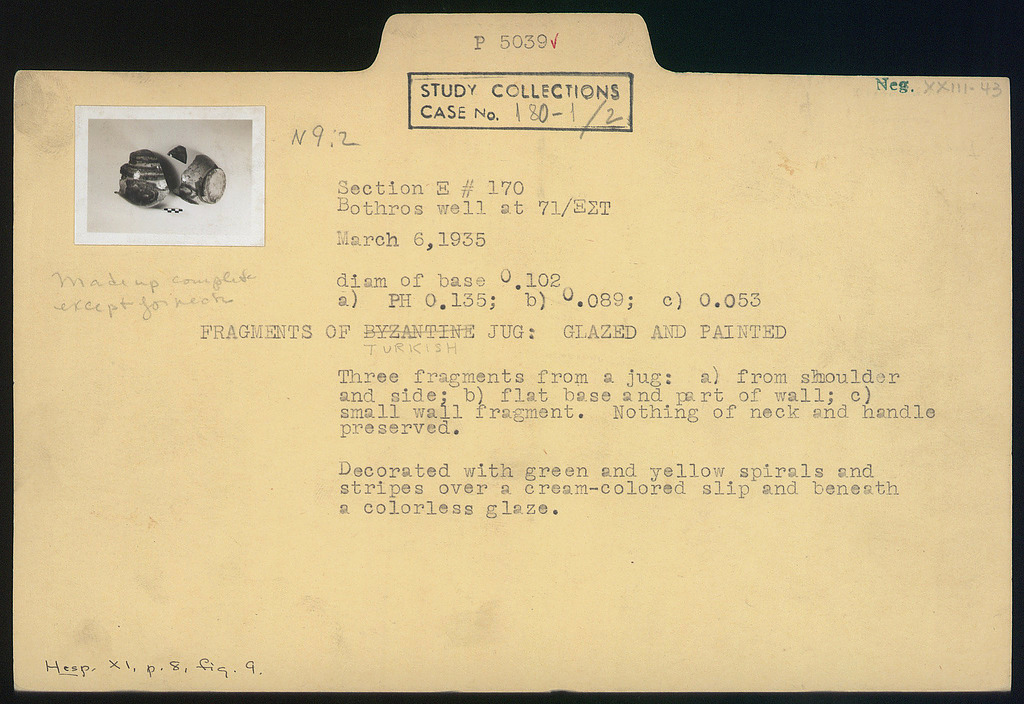 P 5039✓
STUDY COLLECTIONS
CASE No. 180-1/2
Neg. XXIII-43
N 9:2
Section E # 170
Bothros well at 71/ΕΣΤ
March 6,1935
Made up complete
except for neck
diam of base 0.102
a) PH 0.135; b) 0.089; c) 0.053
FRAGMENTS OF BYZANTINE JUG: GLAZED AND PAINTED
TURKISH
Three fragments from a jug: a) from shoulder
and side; b) flat base and part of wall; c)
small wall fragment. Nothing of neck and handle
preserved.
Decorated with green and yellow spirals and
stripes over a cream-colored slip and beneath
a colorless glaze.
Hesp. XI, p. 8, fig. 9.